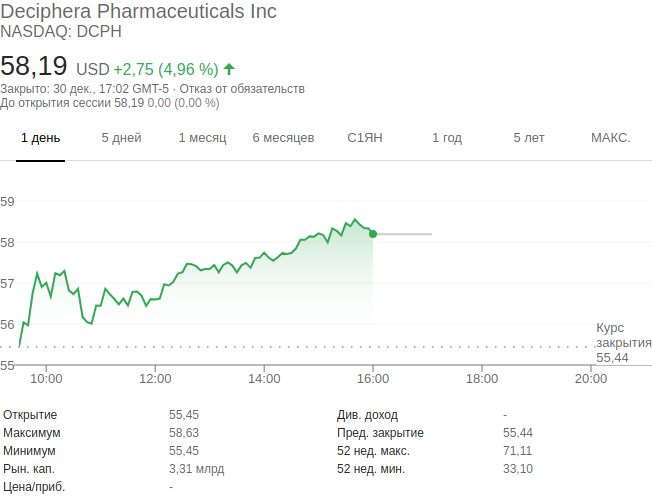 Deciphera Pharmaceuticals Inc
NASDAQ: DCPH
58,19 USD +2,75 (4,96 %)
Закрыто: 30 дек., 17:02 GMT-5 · Отказ от обязательств
До открытия сессии 58,19 0,00 (0,00 %)
1 день 5 дней 1 месяц 6 месяцев С1ЯН 1 год 5 лет МАКС.
59
58
57
56
Курс
закрытия
55,44
55
10:00 12:00 14:00 16:00 18:00 20:00
Открытие 55,45 Див. доход -
Максимум 58,63 Пред. закрытие 55,44
Минимум 55,45 52 нед. макс. 71,11
Рын. кап. 3,31 млрд 52 нед. мин. 33,10
Цена/приб. -